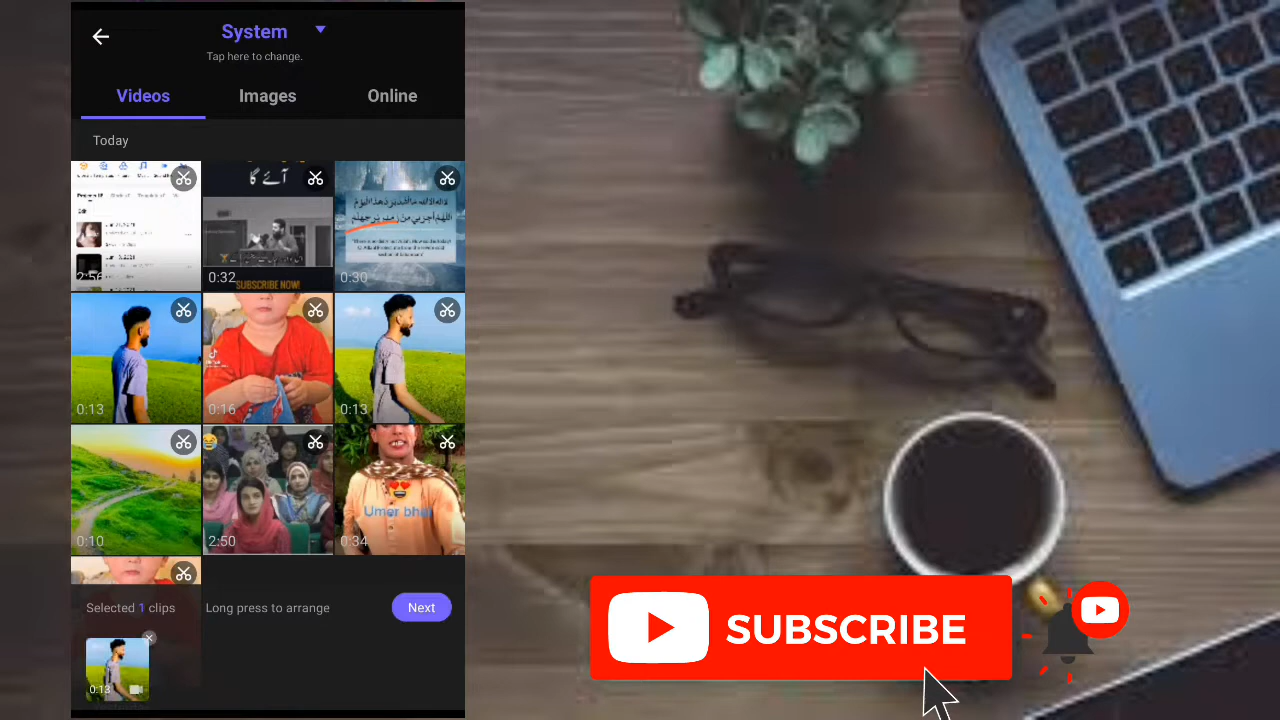 System
Tap here to change.
Videos
Images
Online
Today
2:56
آئے گا
0:32
SUBSCRIBE NOW!
0:30
0:13
0:16
0:13
0:10
2:50
Umer bhai
0:34
Selected 1 clips
Long press to arrange
Next
0:13
SUBSCRIBE